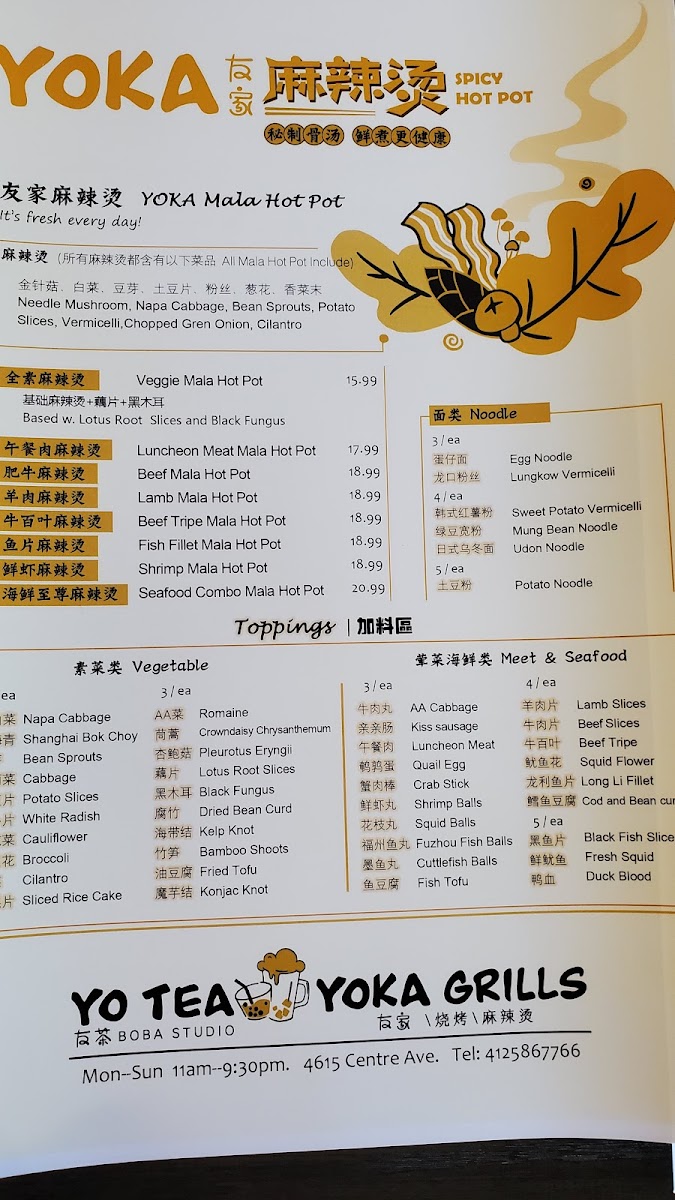 YOKA 友家 麻辣烫 SPICY HOT POT
秘制骨汤 鲜煮更健康
友家麻辣烫 YOKA Mala Hot Pot
It's fresh every day!
麻辣烫 (所有麻辣烫都含有以下菜品 All Mala Hot Pot Include)
金针菇、白菜、豆芽、土豆片、粉丝、葱花、香菜末
Needle Mushroom, Napa Cabbage, Bean Sprouts, Potato
Slices, Vermicelli,Chopped Gren Onion, Cilantro
全素麻辣烫 Veggie Mala Hot Pot 15.99
基础麻辣烫+藕片+黑木耳
Based w. Lotus Root Slices and Black Fungus
午餐肉麻辣烫 Luncheon Meat Mala Hot Pot 17.99
肥牛麻辣烫 Beef Mala Hot Pot 18.99
羊肉麻辣烫 Lamb Mala Hot Pot 18.99
牛百叶麻辣烫 Beef Tripe Mala Hot Pot 18.99
鱼片麻辣烫 Fish Fillet Mala Hot Pot 18.99
鲜虾麻辣烫 Shrimp Mala Hot Pot 18.99
海鲜至尊麻辣烫 Seafood Combo Mala Hot Pot 20.99
面类 Noodle
3/ea
蛋仔面 Egg Noodle
龙口粉丝 Lungkow Vermicelli
4/ea
韩式红薯粉 Sweet Potato Vermicelli
绿豆宽粉 Mung Bean Noodle
日式乌冬面 Udon Noodle
5/ea
土豆粉 Potato Noodle
Toppings | 加料區
素菜类 Vegetable
ea
菜 Napa Cabbage
青 Shanghai Bok Choy
Bean Sprouts
菜 Cabbage
片 Potato Slices
片 White Radish
菜 Cauliflower
花 Broccoli
Cilantro
片 Sliced Rice Cake
3/ea
AA菜 Romaine
茼蒿 Crowndaisy Chrysanthemum
杏鲍菇 Pleurotus Eryngii
藕片 Lotus Root Slices
黑木耳 Black Fungus
腐竹 Dried Bean Curd
海带结 Kelp Knot
竹笋 Bamboo Shoots
油豆腐 Fried Tofu
魔芋结 Konjac Knot
荤菜海鲜类 Meet & Seafood
3/ea
牛肉丸 AA Cabbage
亲亲肠 Kiss sausage
午餐肉 Luncheon Meat
鹌鹑蛋 Quail Egg
蟹肉棒 Crab Stick
鲜虾丸 Shrimp Balls
花枝丸 Squid Balls
福州鱼丸 Fuzhou Fish Balls
墨鱼丸 Cuttlefish Balls
鱼豆腐 Fish Tofu
4/ea
羊肉片 Lamb Slices
牛肉片 Beef Slices
牛百叶 Beef Tripe
鱿鱼花 Squid Flower
龙利鱼片 Long Li Fillet
鳕鱼豆腐 Cod and Bean cur
5/ea
黑鱼片 Black Fish Slice
鲜鱿鱼 Fresh Squid
鸭血 Duck Blood
YO TEA YOKA GRILLS
友茶 BOBA STUDIO 友家 \烧烤\麻辣烫
Mon--Sun 11am--9:30pm. 4615 Centre Ave. Tel: 4125867766